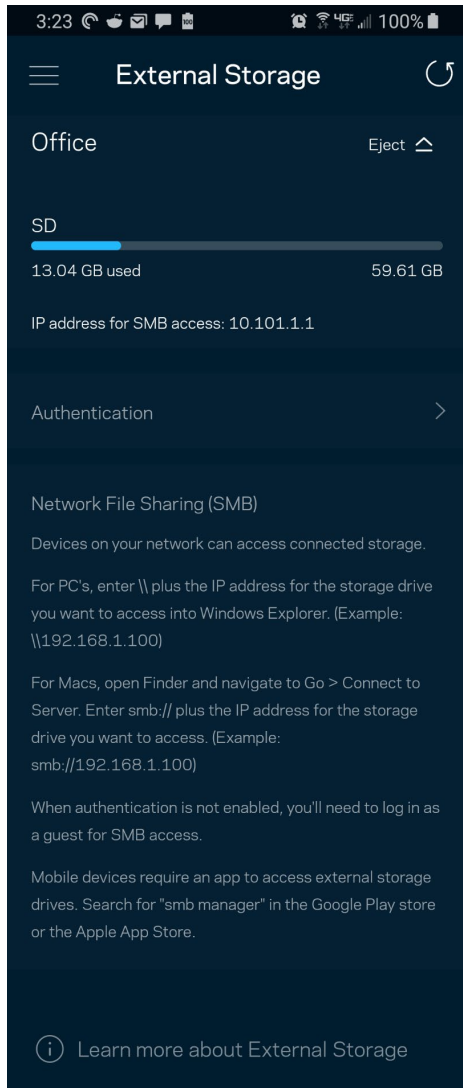 3:23 100%
External Storage
Office Eject
SD
13.04 GB used 59.61 GB
IP address for SMB access: 10.101.1.1
Authentication
Network File Sharing (SMB)
Devices on your network can access connected storage.
For PC's, enter \\ plus the IP address for the storage drive
you want to access into Windows Explorer. (Example:
\\192.168.1.100)
For Macs, open Finder and navigate to Go > Connect to
Server. Enter smb:// plus the IP address for the storage
drive you want to access. (Example:
smb://192.168.1.100)
When authentication is not enabled, you'll need to log in as
a guest for SMB access.
Mobile devices require an app to access external storage
drives. Search for "smb manager" in the Google Play store
or the Apple App Store.
Learn more about External Storage